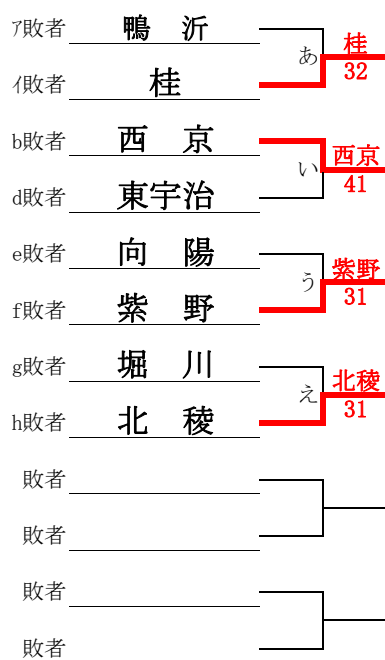 ア敗者 鴨 沂
あ 桂
32
イ敗者 桂
b敗者 西 京
い 西京
41
d敗者 東宇治
e敗者 向 陽
う 紫野
31
f敗者 紫 野
g敗者 堀 川
え 北稜
31
h敗者 北 稜
敗者
敗者
敗者
敗者